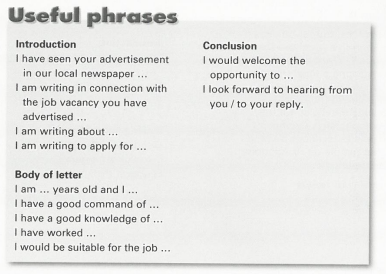 Useful phrases
Introduction
I have seen your advertisement
in our local newspaper ...
I am writing in connection with
the job vacancy you have
advertised ...
I am writing about ...
I am writing to apply for ...
Body of letter
I am ... years old and I ...
I have a good command of ...
I have a good knowledge of ...
I have worked ...
I would be suitable for the job ...
Conclusion
I would welcome the
opportunity to ...
I look forward to hearing from
you / to your reply.